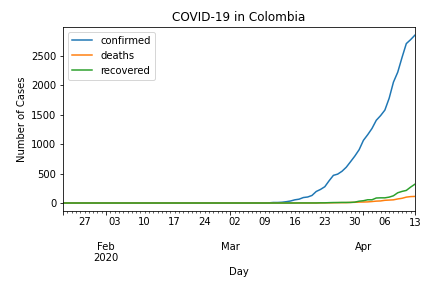 COVID-19 in Colombia
confirmed
deaths
recovered
Number of Cases
2500
2000
1500
1000
500
0
27 03 10 17 24 02 09 16 23 30 06 13
Feb Mar Apr
2020
Day